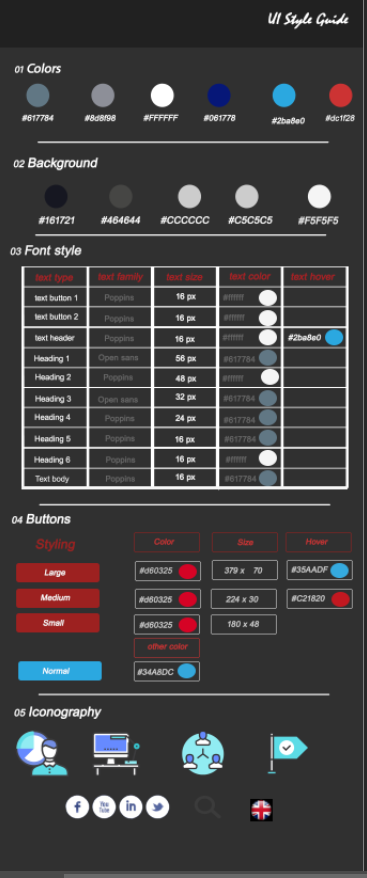 UI Style Guide
01 Colors
#617784 #8d8f98 #FFFFFF #061778 #2ba8e0 #dc1f28
02 Background
#161721 #464644 #CCCCCC #C5C5C5 #F5F5F5
03 Font style
text type text family text size text color text hover
text button 1 Poppins 16 px #ffffff
text button 2 Poppins 16 px #ffffff
text header Poppins 16 px #ffffff #2ba8e0
Heading 1 Open sans 56 px #617784
Heading 2 Poppins 48 px #ffffff
Heading 3 Open sans 32 px #617784
Heading 4 Poppins 24 px #617784
Heading 5 Poppins 16 px #617784
Heading 6 Poppins 16 px #ffffff
Text body Poppins 16 px #617784
04 Buttons
Styling Color Size Hover
Large #d60325 379 x 70 #35AADF
Medium #d60325 224 x 30 #C21820
Small #d60325 180 x 48
other color
Normal #34A8DC
05 Iconography
f You Tube in